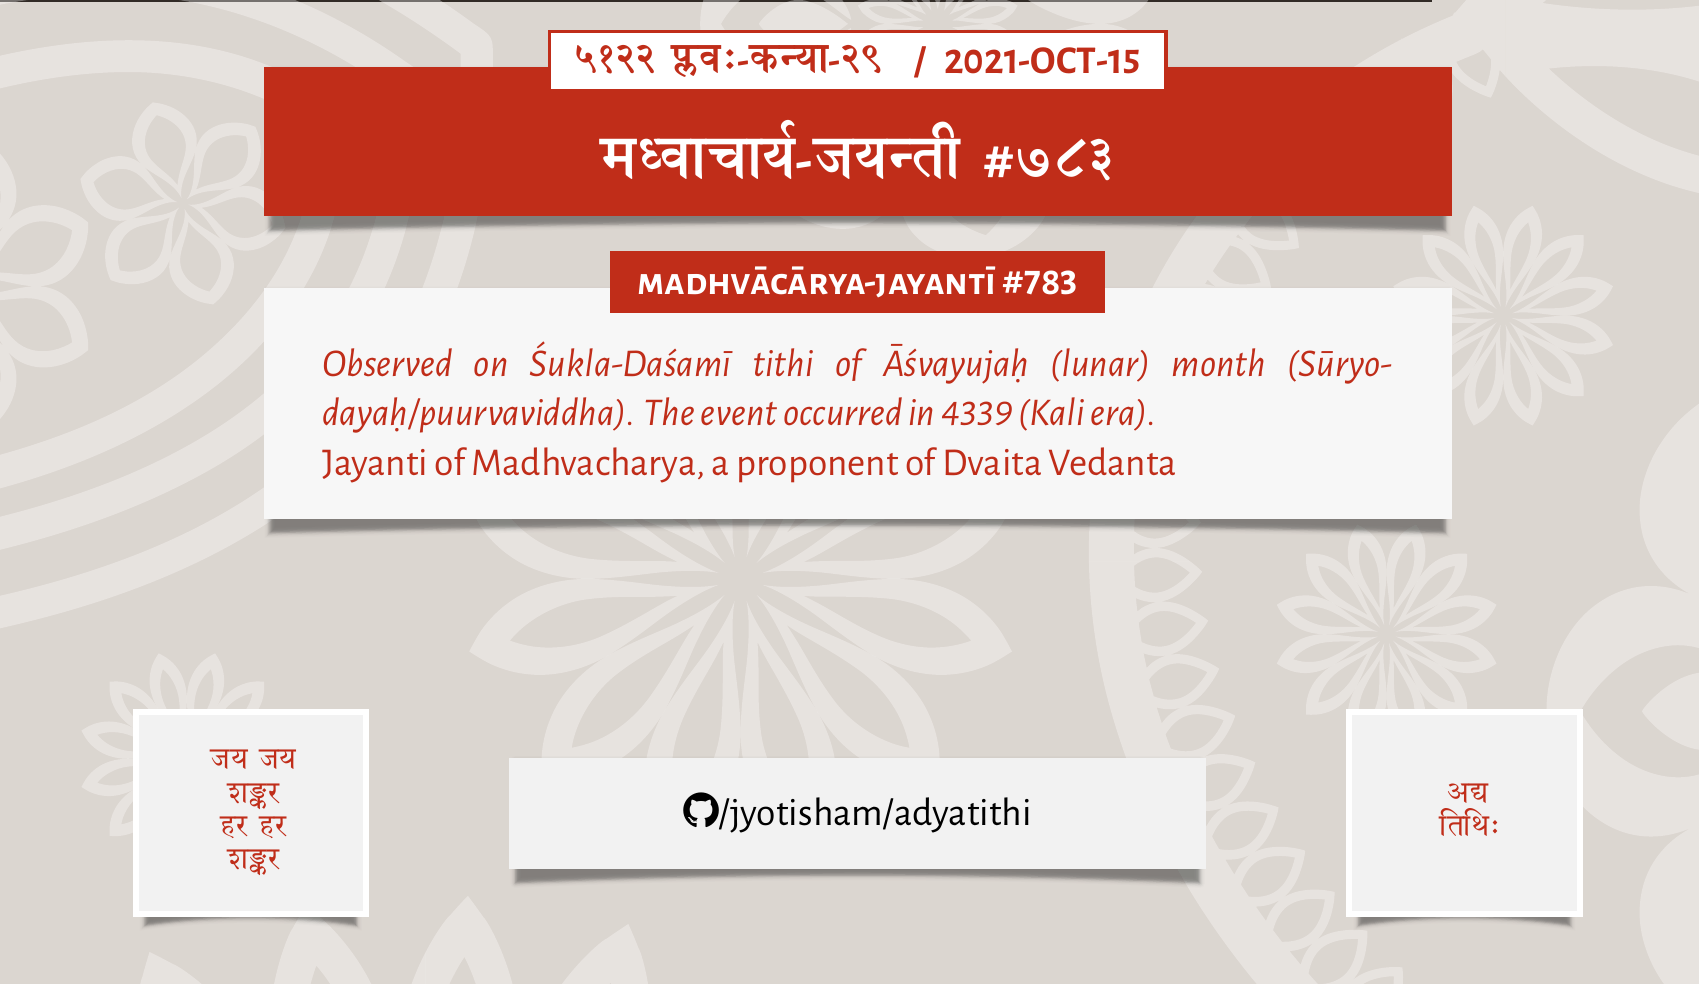 ५१२२ प्लवः-कन्या-२९ / 2021-OCT-15
मध्वाचार्य-जयन्ती #७८३
MADHVĀCĀRYA-JAYANTĪ #783
Observed on Śukla-Daśamī tithi of Āśvayujaḥ (lunar) month (Sūryo-
dayaḥ/puurvaviddha). The event occurred in 4339 (Kali era).
Jayanti of Madhvacharya, a proponent of Dvaita Vedanta
जय जय
शङ्कर
हर हर
शङ्कर
/jyotisham/adyatithi
अद्य
तिथिः